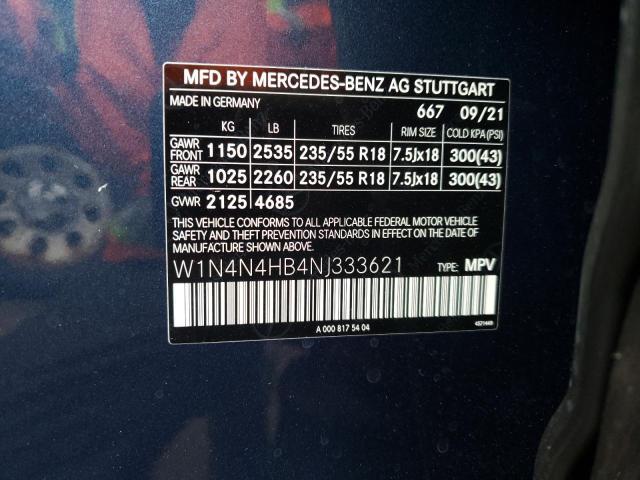 MFD BY MERCEDES-BENZ AG STUTTGART
MADE IN GERMANY 667 09/21
KG LB TIRES RIM SIZE COLD KPA(PSI)
GAWR FRONT 1150 2535 235/55 R18 7.5Jx18 300(43)
GAWR REAR 1025 2260 235/55 R18 7.5Jx18 300(43)
GVWR 2125 4685
THIS VEHICLE CONFORMS TO ALL APPLICABLE FEDERAL MOTOR VEHICLE
SAFETY AND THEFT PREVENTION STANDARDS IN EFFECT ON THE DATE
OF MANUFACTURE SHOWN ABOVE.
W1N4N4HB4NJ333621 TYPE: MPV
A 000 817 54 04